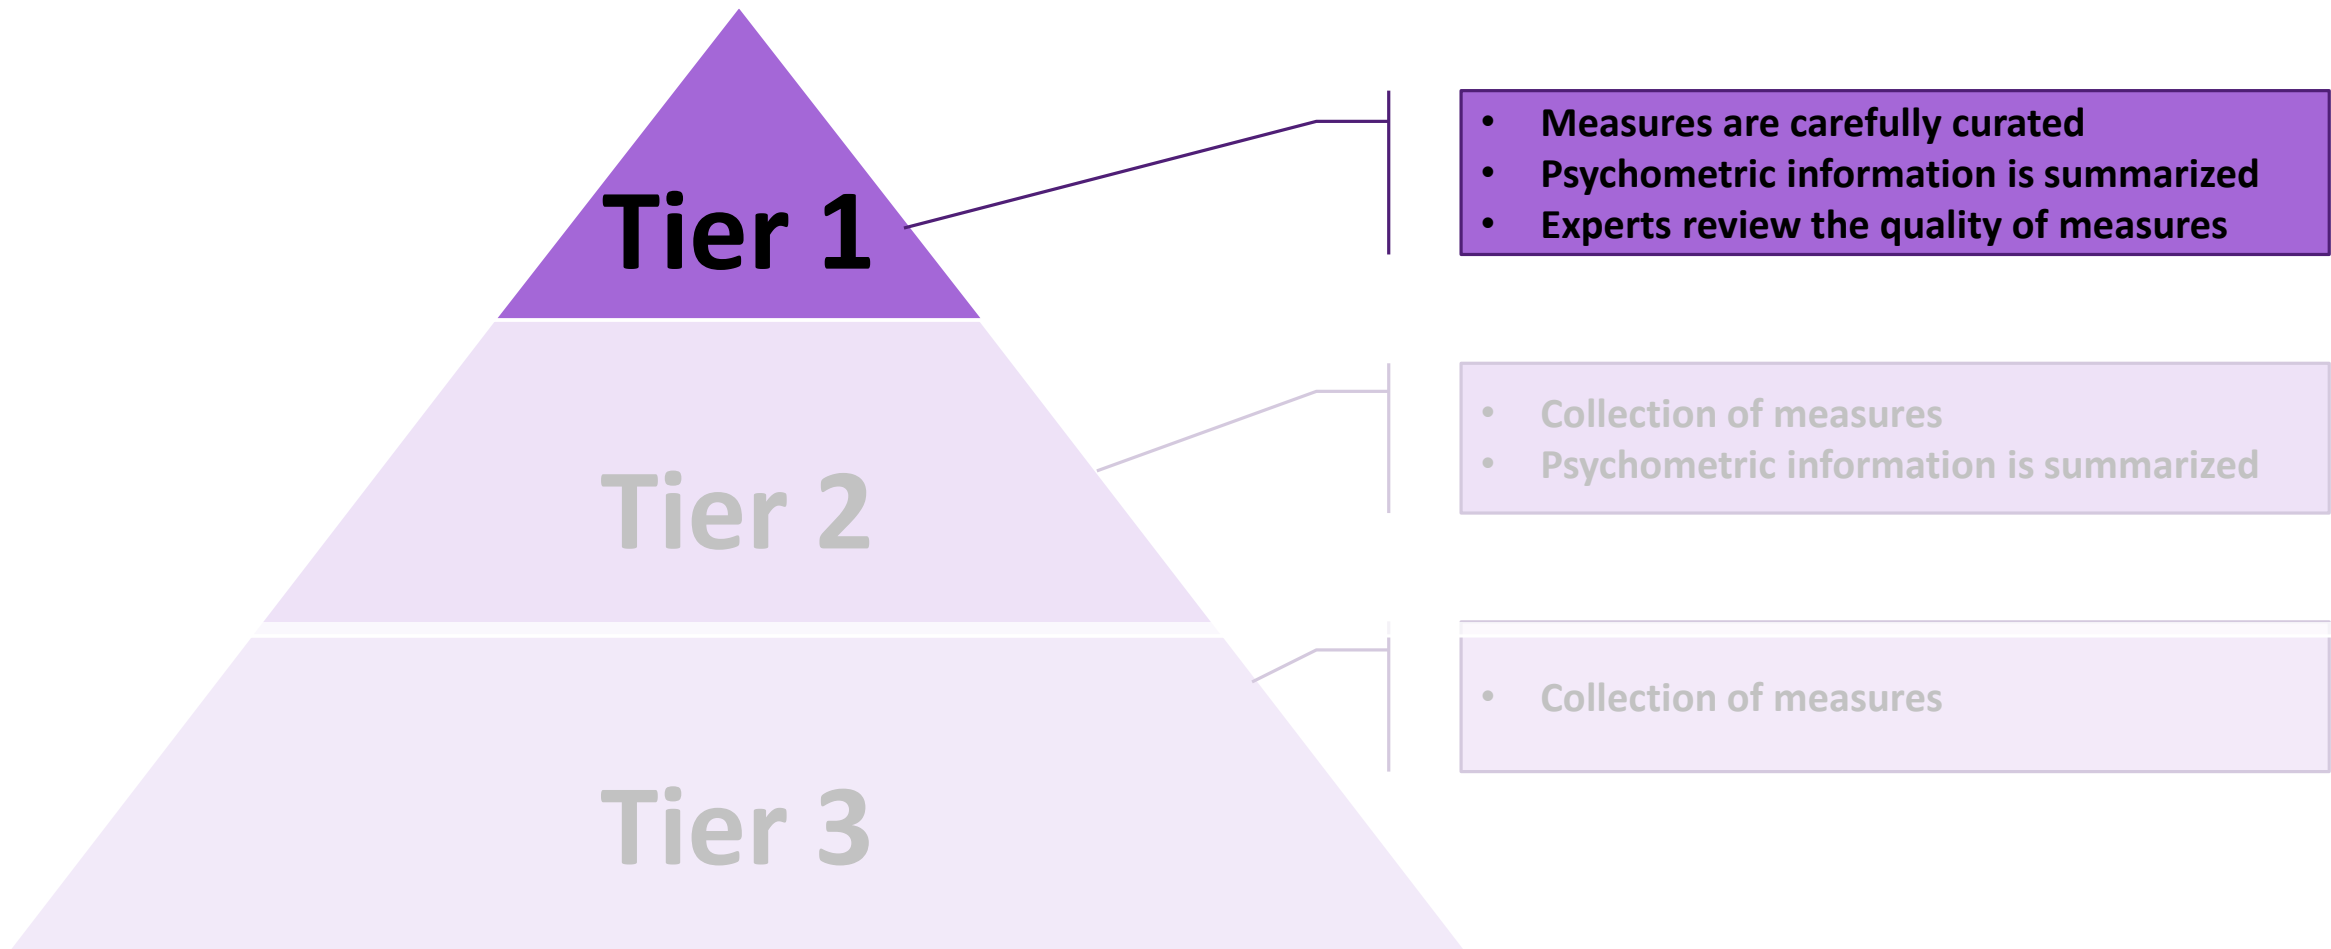 Tier 1
• Measures are carefully curated
• Psychometric information is summarized
• Experts review the quality of measures
Tier 2
• Collection of measures
• Psychometric information is summarized
Tier 3
• Collection of measures